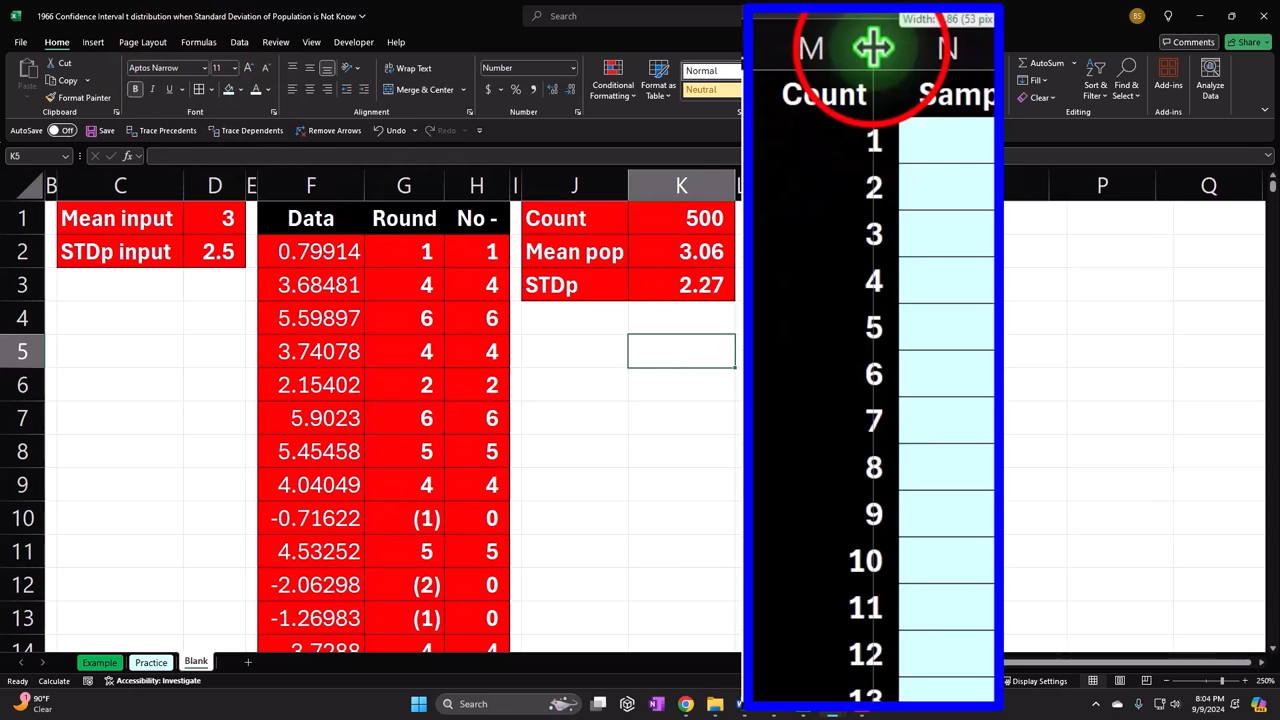 1966 Confidence Interval t distribution when Standard Deviation of Population is Not Know
Search
BS
File Home Insert Page Layout Formulas Data Review View Developer Help
Comments Share
Cut
Copy
Format Painter
Clipboard
Aptos
11
Wrap Text
Merge &
Number
Conditional Formatting
Format as Table
Normal
Neutral
AutoSum
Fill
Clear
Sort & Filter
Find & Select
Editing
Add-ins
Add-ins
Analyze Data
AutoSave Off Save Trace Precedents Trace Dependents Remove Arrows Undo Redo
K5
fx
B C D E F G H I J K L P Q
1 Mean input 3 Data Round No - Count 500
2 STDp input 2.5 0.79914 1 1 Mean pop 3.06
3 3.68481 4 4 STDp 2.27
4 5.59897 6 6
5 3.74078 4 4
6 2.15402 2 2
7 5.9023 6 6
8 5.45458 5 5
9 4.04049 4 4
10 -0.71622 (1) 0
11 4.53252 5 5
12 -2.06298 (2) 0
13 -1.26983 (1) 0
14 3.7288 4 4
M N
Count Samp
1
2
3
4
5
6
7
8
9
10
11
12
13
Example Practice Blank +
Ready Calculate Accessibility: Investigate
Display Settings
250%
1
90°F
Clear
Search
8:04 PM
9/9/2024